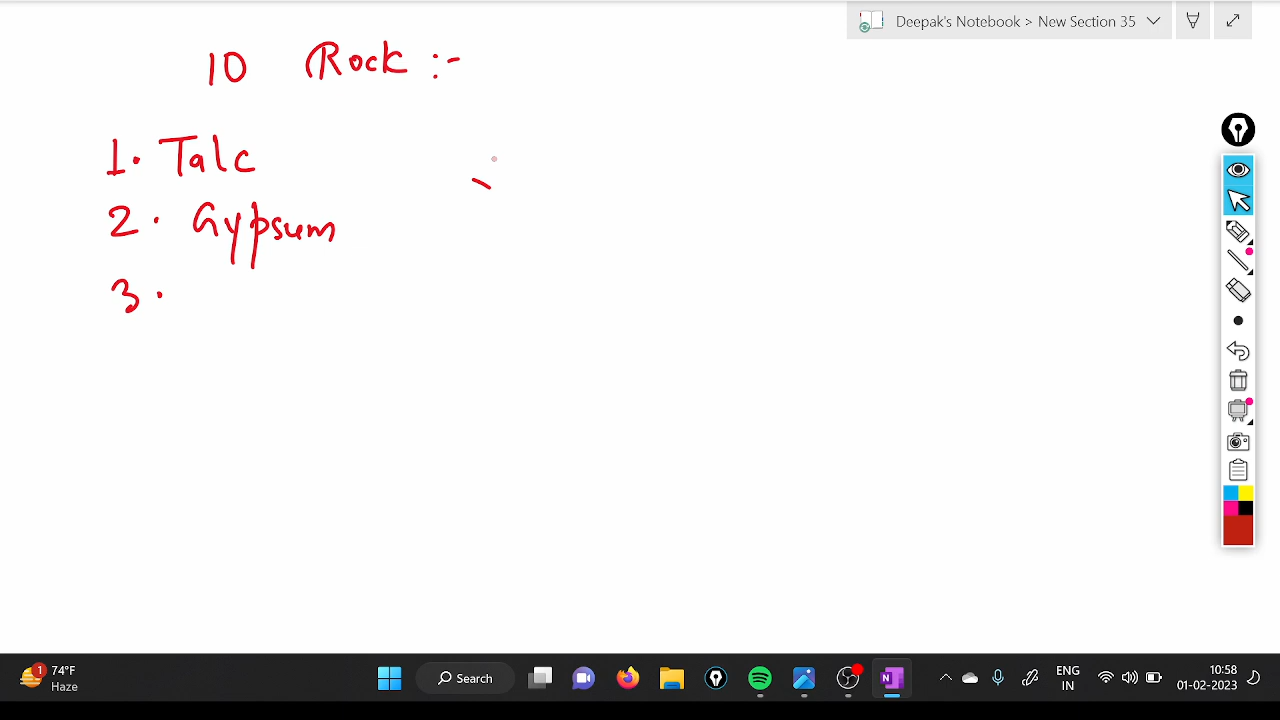 Deepak's Notebook > New Section 35
10 Rock :-
1. Talc
2. Gypsum
3.
1
74°F
Haze
Search
N
ENG
IN
10:58
01-02-2023